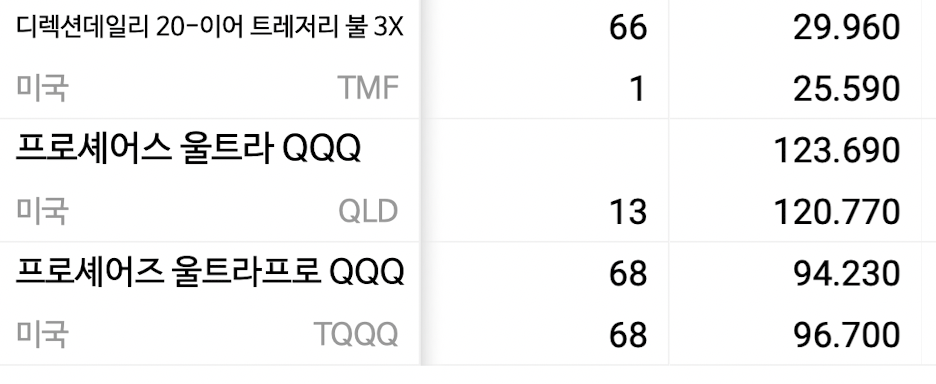 디렉션데일리 20-이어 트레저리 불 3X 66 29.960
미국 TMF 1 25.590
프로셰어스 울트라 QQQ 123.690
미국 QLD 13 120.770
프로셰어즈 울트라프로 QQQ 68 94.230
미국 TQQQ 68 96.700